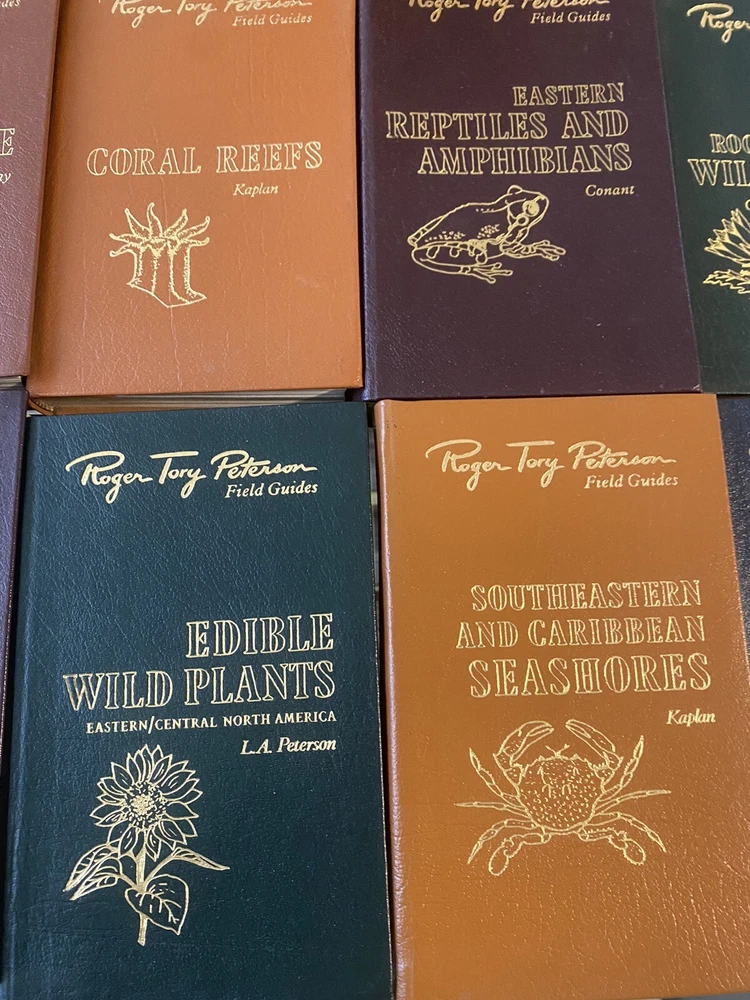 Roger Tory Peterson
Field Guides
CORAL REEFS
Kaplan
Roger Tory Peterson
Field Guides
EASTERN
REPTILES AND
AMPHIBIANS
Conant
Roger Tory Peterson
Field Guides
EDIBLE
WILD PLANTS
EASTERN/CENTRAL NORTH AMERICA
L.A. Peterson
Roger Tory Peterson
Field Guides
SOUTHEASTERN
AND CARIBBEAN
SEASHORES
Kaplan